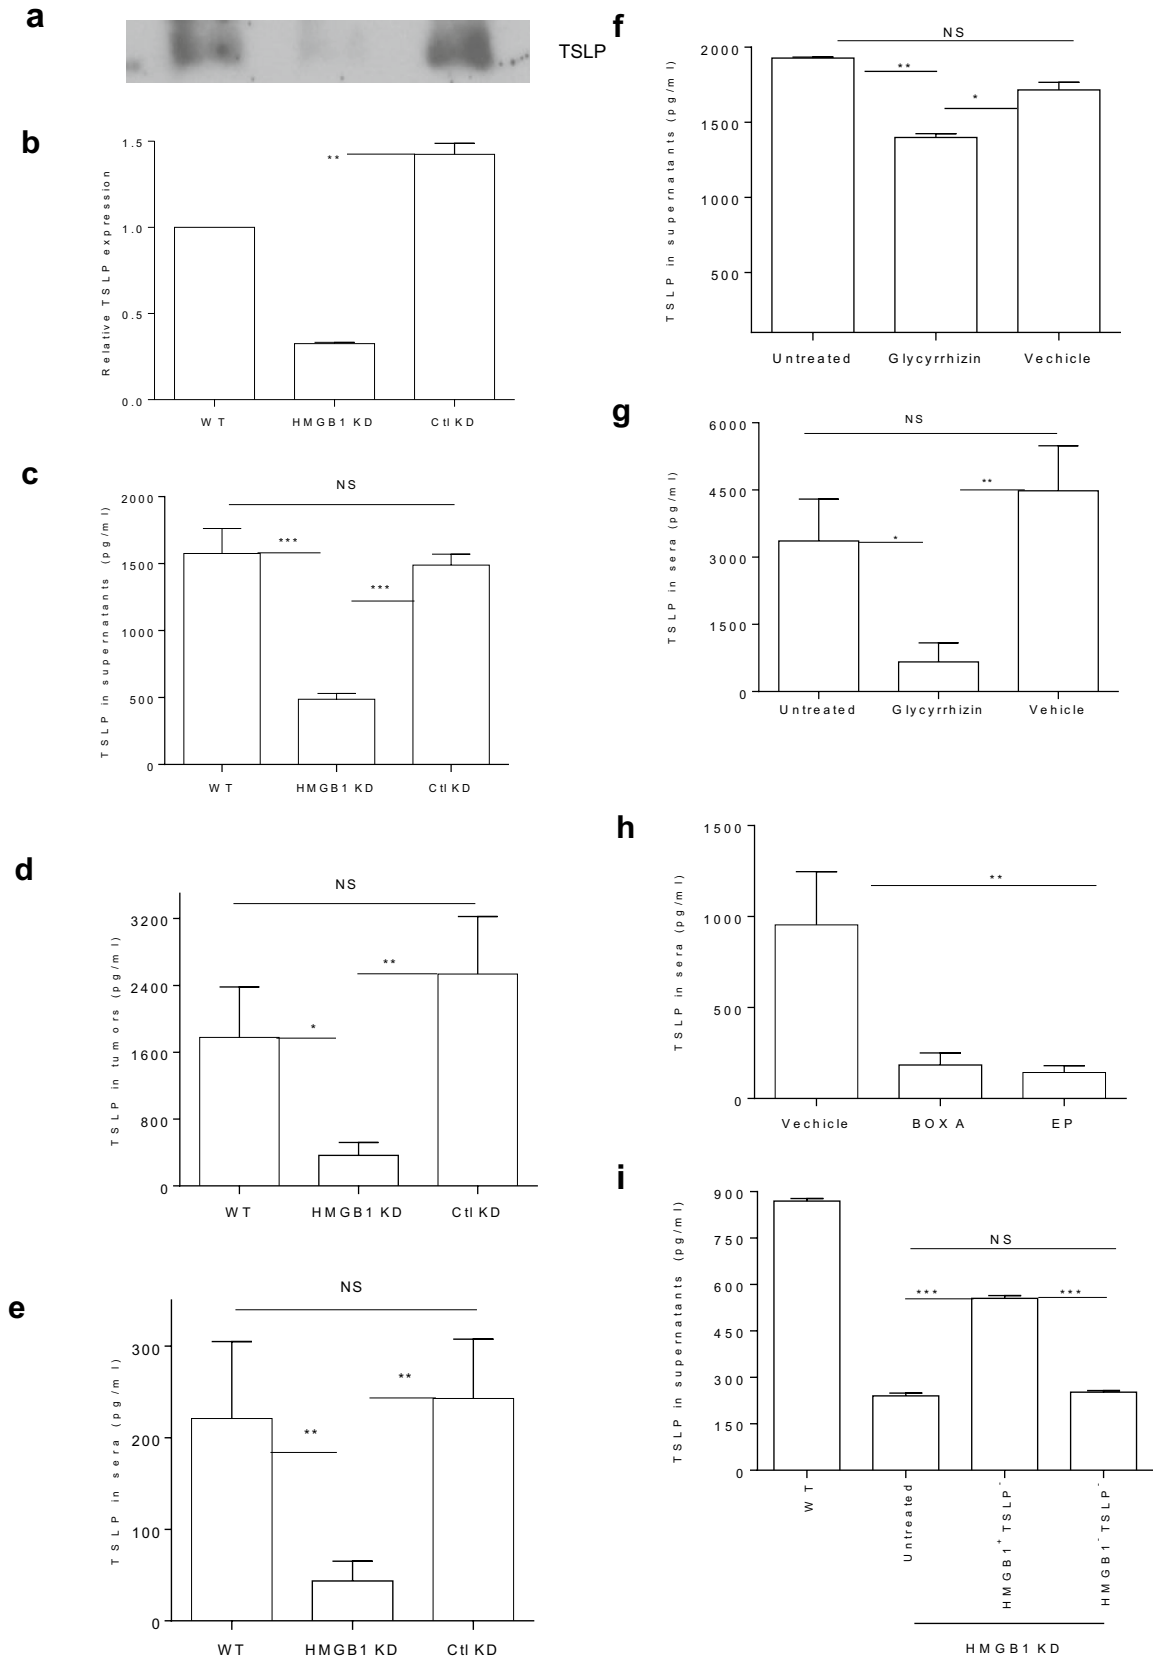 a
TSLP
b
Relative TSLP expression
1.5
1.0
0.5
0.0
**
WT
HMGB1 KD
Ctl KD
c
TSLP in supernatants (pg/ml)
2000
1500
1000
500
0
NS
***
***
WT
HMGB1 KD
Ctl KD
d
TSLP in tumors (pg/ml)
3200
2400
1600
800
0
NS
*
**
WT
HMGB1 KD
Ctl KD
e
TSLP in sera (pg/ml)
300
200
100
0
NS
**
**
WT
HMGB1 KD
Ctl KD
f
TSLP in supernatants (pg/ml)
2000
1500
1000
500
NS
**
*
Untreated
Glycyrrhizin
Vechicle
g
TSLP in sera (pg/ml)
6000
4500
3000
1500
0
NS
*
**
Untreated
Glycyrrhizin
Vehicle
h
TSLP in sera (pg/ml)
1500
1000
500
0
**
Vechicle
BOX A
EP
i
TSLP in supernatants (pg/ml)
900
750
600
450
300
150
0
NS
***
***
WT
Untreated
HMGB1⁺ TSLP⁻
HMGB1⁻ TSLP⁻
HMGB1 KD